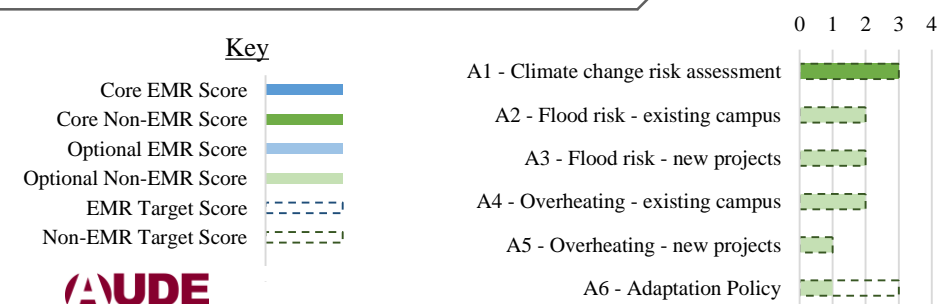 Key
Core EMR Score
Core Non-EMR Score
Optional EMR Score
Optional Non-EMR Score
EMR Target Score
Non-EMR Target Score
AUDE
0 1 2 3 4
A1 - Climate change risk assessment
A2 - Flood risk - existing campus
A3 - Flood risk - new projects
A4 - Overheating - existing campus
A5 - Overheating - new projects
A6 - Adaptation Policy